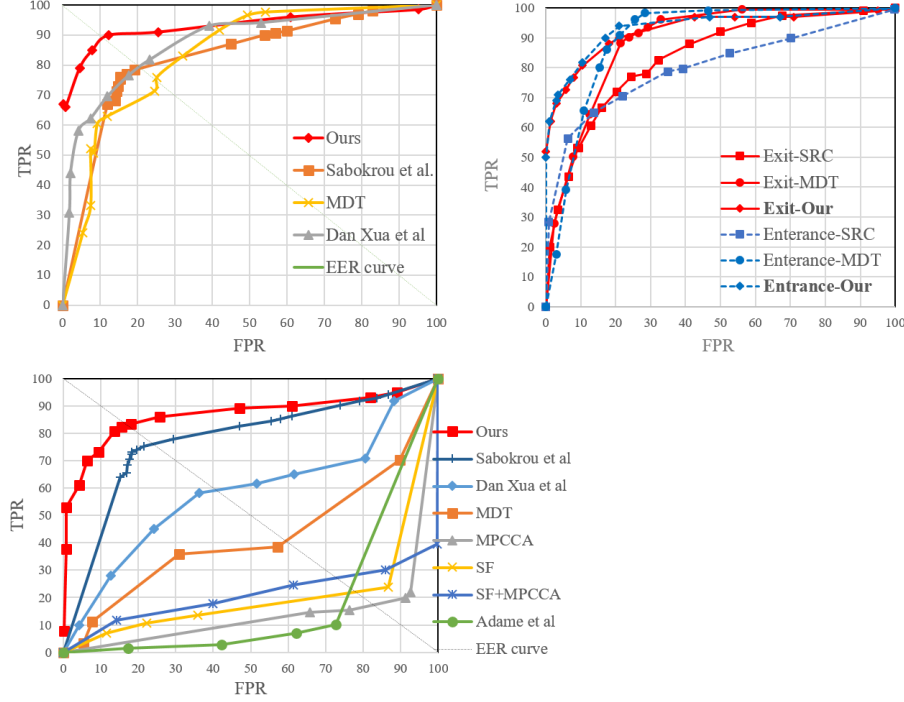 100
90
80
70
60
50
40
30
20
10
0
TPR
0 10 20 30 40 50 60 70 80 90 100
FPR
Ours
Sabokrou et al.
MDT
Dan Xua et al
EER curve
100
90
80
70
60
50
40
30
20
10
0
TPR
0 10 20 30 40 50 60 70 80 90 100
FPR
Exit-SRC
Exit-MDT
Exit-Our
Enterance-SRC
Enterance-MDT
Entrance-Our
100
90
80
70
60
50
40
30
20
10
0
TPR
0 10 20 30 40 50 60 70 80 90 100
FPR
Ours
Sabokrou et al
Dan Xua et al
MDT
MPCCA
SF
SF+MPCCA
Adame et al
EER curve